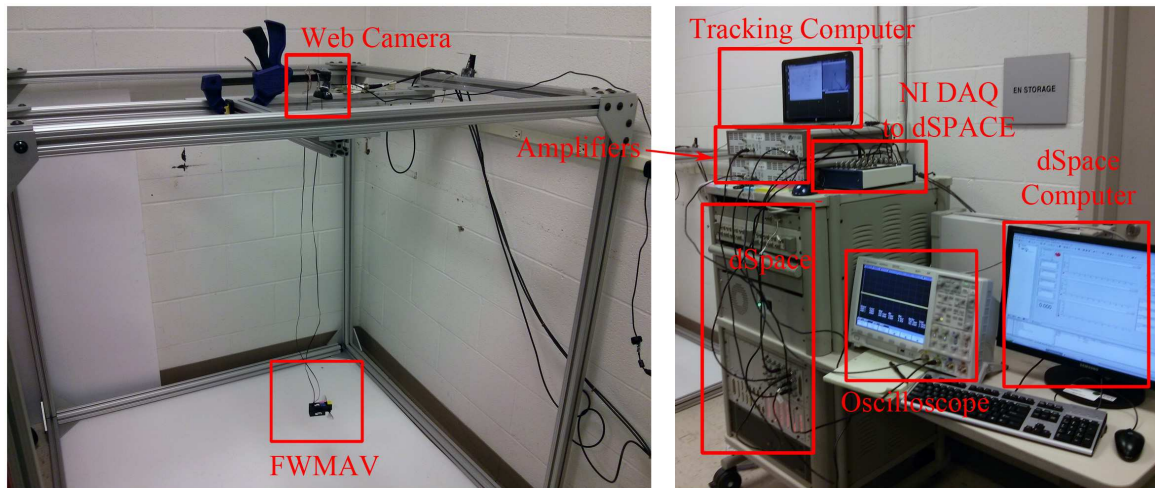 Web Camera
FWMAV
Tracking Computer
NI DAQ
to dSPACE
EN STORAGE
Amplifiers
dSpace
Computer
dSpace
Oscilloscope